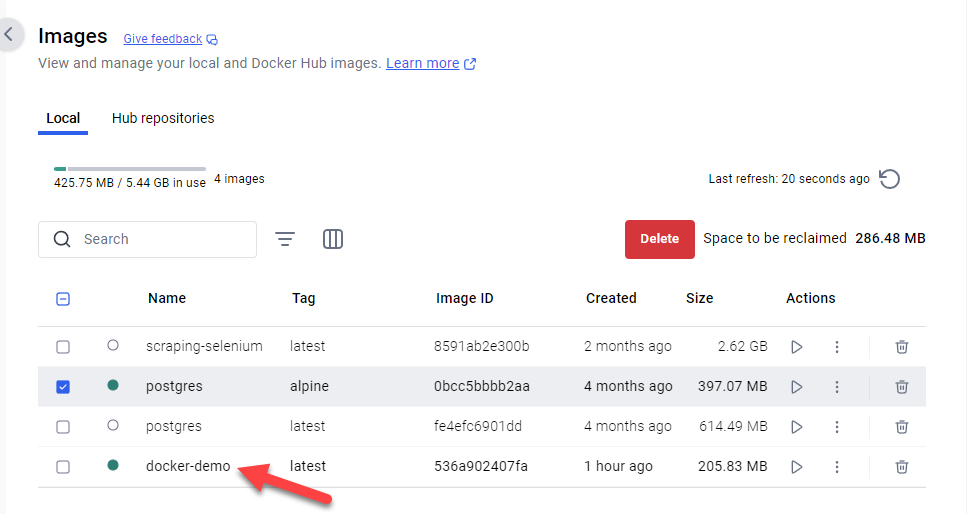 Images Give feedback
View and manage your local and Docker Hub images. Learn more
Local Hub repositories
425.75 MB / 5.44 GB in use 4 images Last refresh: 20 seconds ago
Search Delete Space to be reclaimed 286.48 MB
Name Tag Image ID Created Size Actions
scraping-selenium latest 8591ab2e300b 2 months ago 2.62 GB
postgres alpine 0bcc5bbbb2aa 4 months ago 397.07 MB
postgres latest fe4efc6901dd 4 months ago 614.49 MB
docker-demo latest 536a902407fa 1 hour ago 205.83 MB